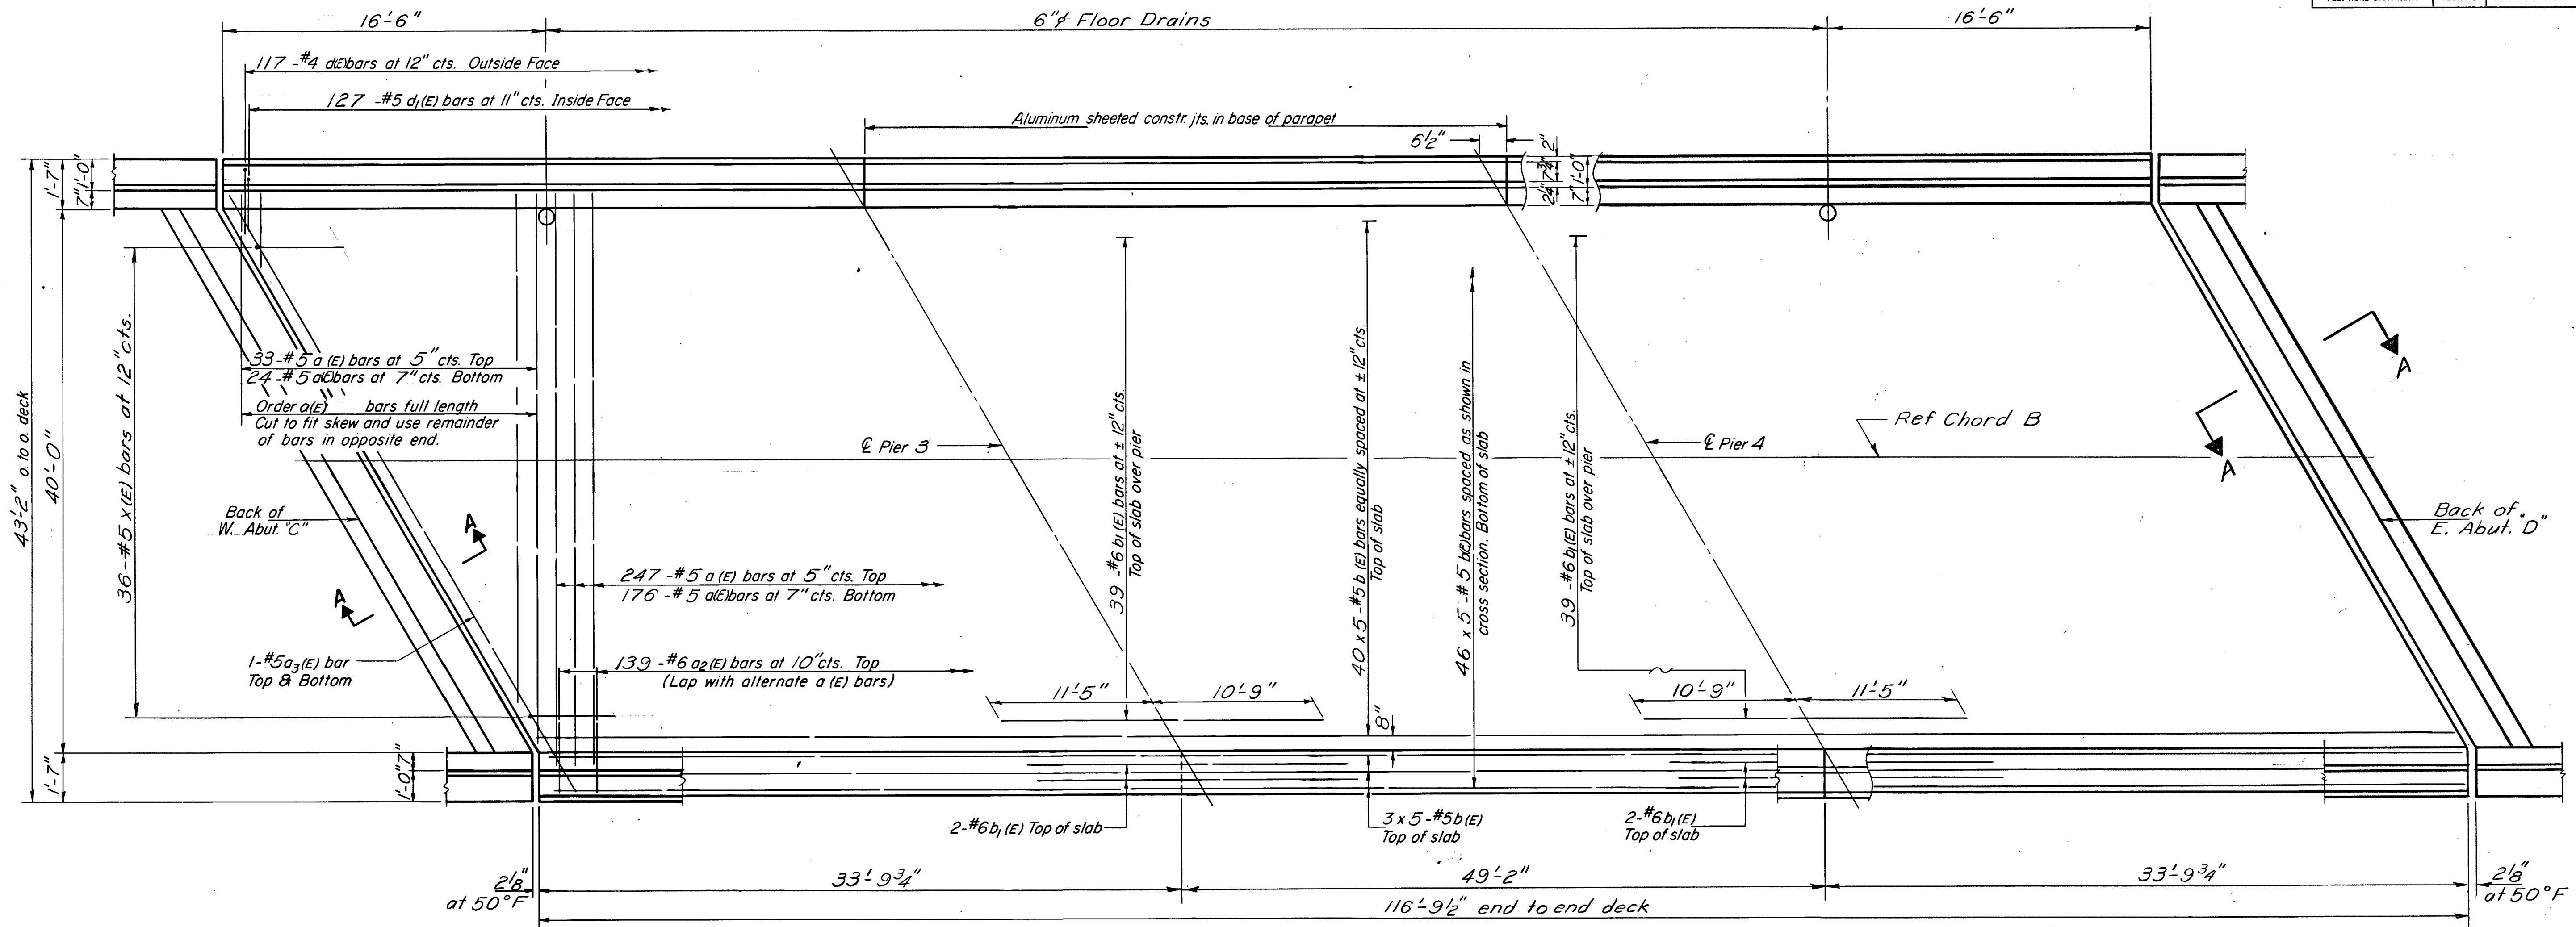 16'-6"
6"ø Floor Drains
16'-6"
117 -#4 d(E)bars at 12" cts. Outside Face
127 -#5 d1(E) bars at 11" cts. Inside Face
Aluminum sheeted constr. jts. in base of parapet
6½"
2"
7¾"
2¼"
1'-0"
7"
1'-7"
1'-0"
7"
43'-2" o. to o. deck
40'-0"
36-#5 x(E) bars at 12" cts.
33-#5 a (E) bars at 5" cts. Top
24-#5 a(E)bars at 7" cts. Bottom
Order a(E) bars full length
Cut to fit skew and use remainder
of bars in opposite end.
℄ Pier 3
39 -#6 b1(E) bars at ± 12" cts.
Top of slab over pier
40 x 5 -#5 b (E) bars equally spaced at ± 12" cts.
Top of slab
46 x 5 -#5 b(E)bars spaced as shown in
cross section. Bottom of slab
39 -#6 b1(E) bars at ± 12" cts.
Top of slab over pier
℄ Pier 4
Ref Chord B
A
A
Back of
W. Abut. "C"
A
A
Back of
E. Abut. "D"
247 -#5 a (E) bars at 5" cts. Top
176 -#5 a(E)bars at 7" cts. Bottom
1-#5a3(E) bar
Top & Bottom
139 -#6 a2(E) bars at 10" cts. Top
(Lap with alternate a (E) bars)
11'-5"
10'-9"
10'-9"
11'-5"
8"
1'-7"
7"
1'-0"
2-#6b1(E) Top of slab
3 x 5-#5b(E)
Top of slab
2-#6b1(E)
Top of slab
2⅛"
at 50°F
33'-9¾"
49'-2"
33'-9¾"
2⅛"
at 50°F
116'-9½" end to end deck